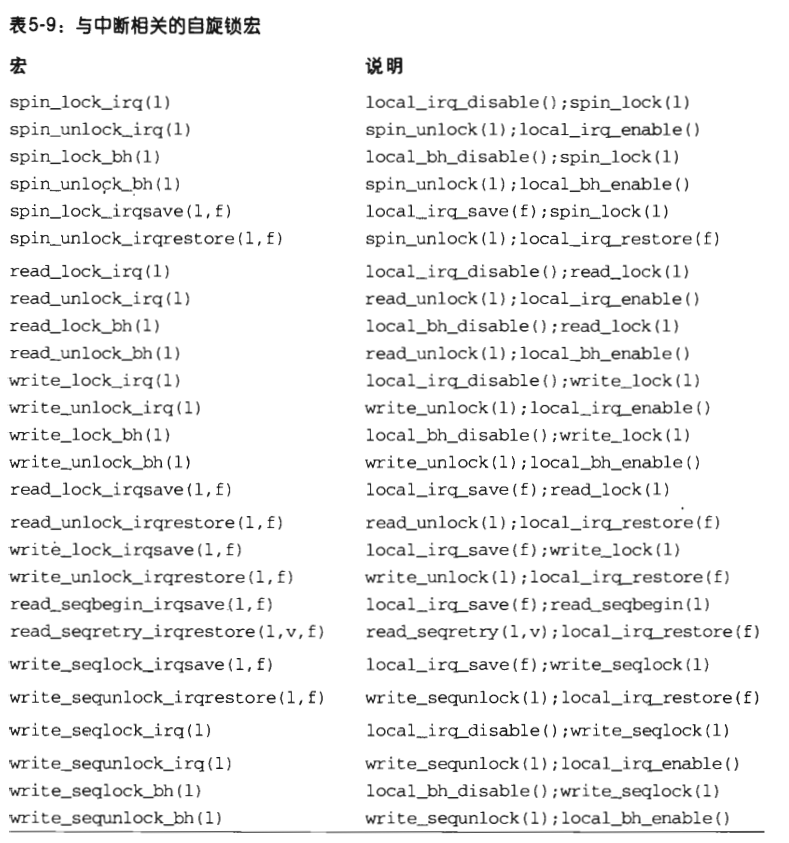 表5-9：与中断相关的自旋锁宏
宏 说明
spin_lock_irq(l) local_irq_disable();spin_lock(l)
spin_unlock_irq(l) spin_unlock(l);local_irq_enable()
spin_lock_bh(l) local_bh_disable();spin_lock(l)
spin_unlock_bh(l) spin_unlock(l);local_bh_enable()
spin_lock_irqsave(l,f) local_irq_save(f);spin_lock(l)
spin_unlock_irqrestore(l,f) spin_unlock(l);local_irq_restore(f)
read_lock_irq(l) local_irq_disable();read_lock(l)
read_unlock_irq(l) read_unlock(l);local_irq_enable()
read_lock_bh(l) local_bh_disable();read_lock(l)
read_unlock_bh(l) read_unlock(l);local_bh_enable()
write_lock_irq(l) local_irq_disable();write_lock(l)
write_unlock_irq(l) write_unlock(l);local_irq_enable()
write_lock_bh(l) local_bh_disable();write_lock(l)
write_unlock_bh(l) write_unlock(l);local_bh_enable()
read_lock_irqsave(l,f) local_irq_save(f);read_lock(l)
read_unlock_irqrestore(l,f) read_unlock(l);local_irq_restore(f)
write_lock_irqsave(l,f) local_irq_save(f);write_lock(l)
write_unlock_irqrestore(l,f) write_unlock(l);local_irq_restore(f)
read_seqbegin_irqsave(l,f) local_irq_save(f);read_seqbegin(l)
read_seqretry_irqrestore(l,v,f) read_seqretry(l,v);local_irq_restore(f)
write_seqlock_irqsave(l,f) local_irq_save(f);write_seqlock(l)
write_sequnlock_irqrestore(l,f) write_sequnlock(l);local_irq_restore(f)
write_seqlock_irq(l) local_irq_disable();write_seqlock(l)
write_sequnlock_irq(l) write_sequnlock(l);local_irq_enable()
write_seqlock_bh(l) local_bh_disable();write_seqlock(l)
write_sequnlock_bh(l) write_sequnlock(l);local_bh_enable()